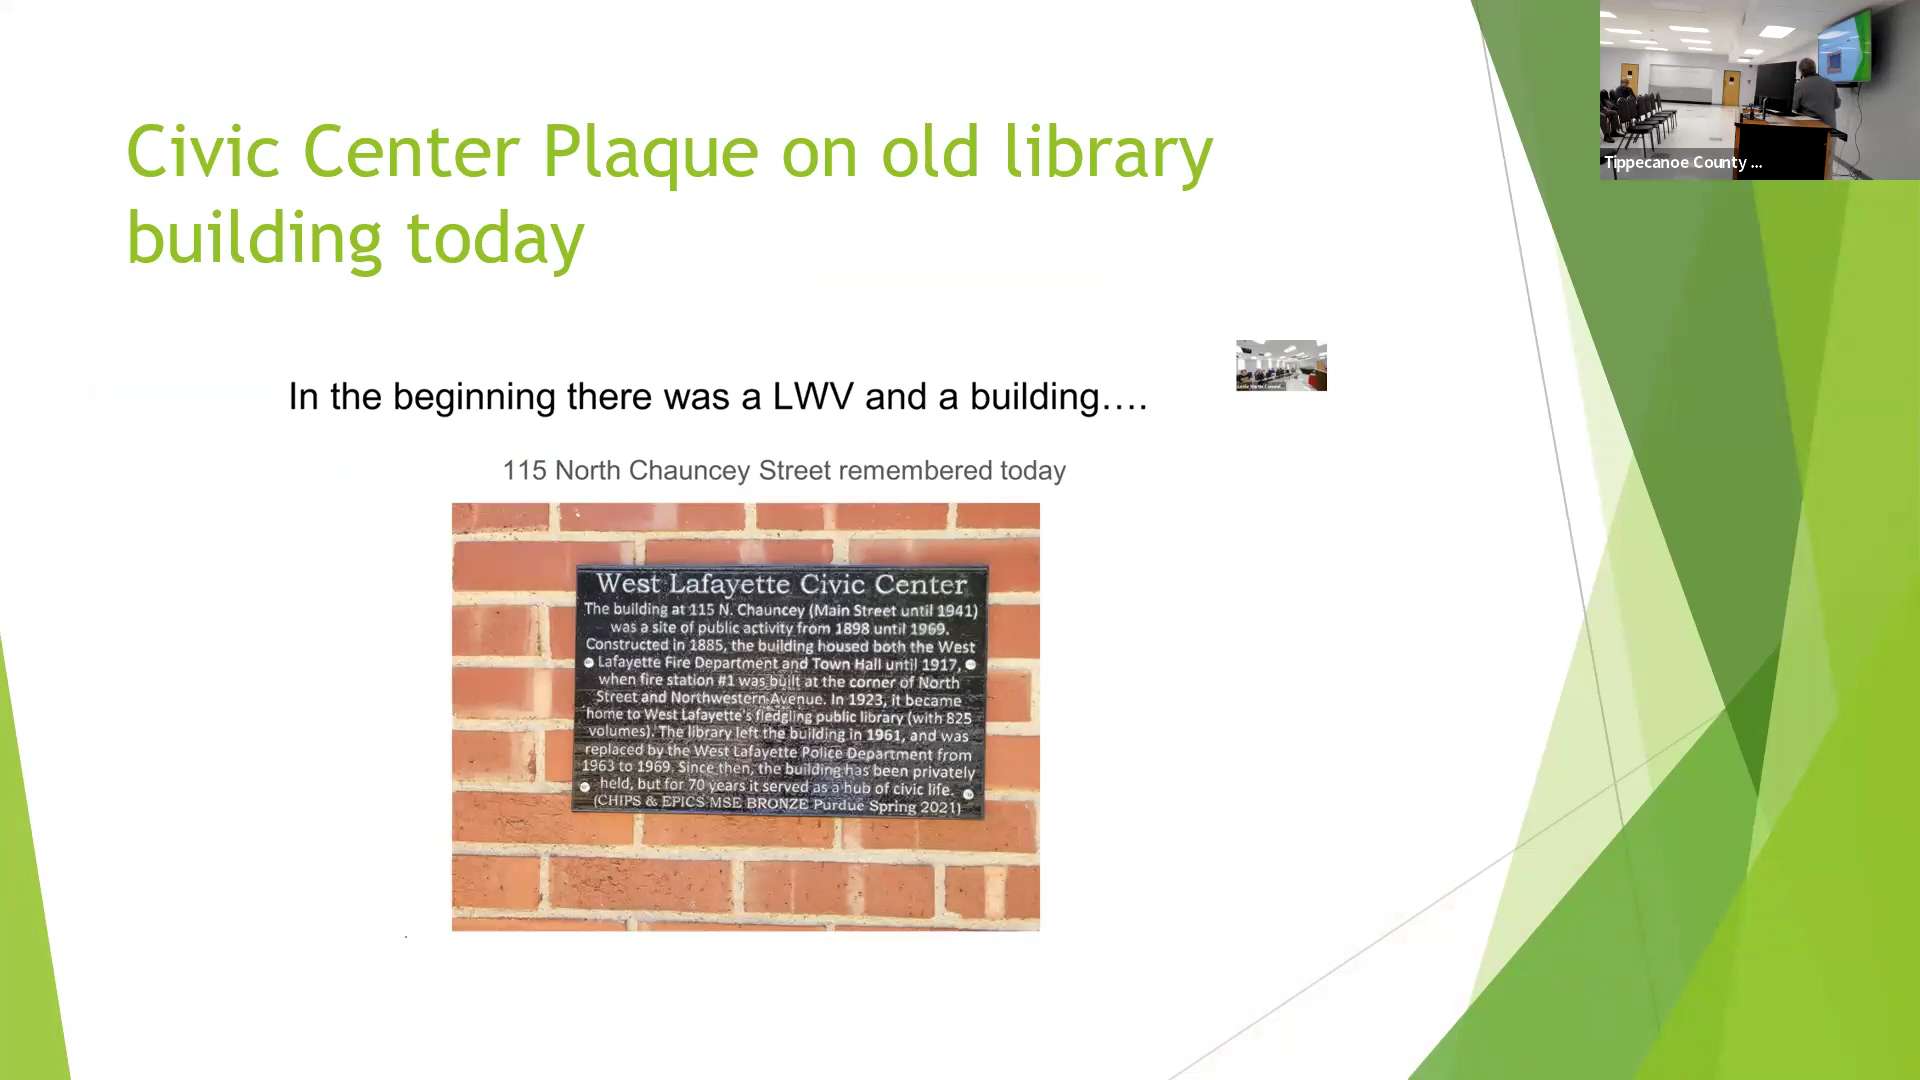 Civic Center Plaque on old library
building today
Tippecanoe County ...
In the beginning there was a LWV and a building....
115 North Chauncey Street remembered today
West Lafayette Civic Center
The building at 115 N. Chauncey (Main Street until 1941)
was a site of public activity from 1898 until 1969.
Constructed in 1885, the building housed both the West
Lafayette Fire Department and Town Hall until 1917,
when fire station #1 was built at the corner of North
Street and Northwestern Avenue. In 1923, it became
home to West Lafayette's fledgling public library (with 825
volumes). The library left the building in 1961, and was
replaced by the West Lafayette Police Department from
1963 to 1969. Since then, the building has been privately
held, but for 70 years it served as a hub of civic life.
(CHIPS & EPICS MSE BRONZE Purdue Spring 2021)